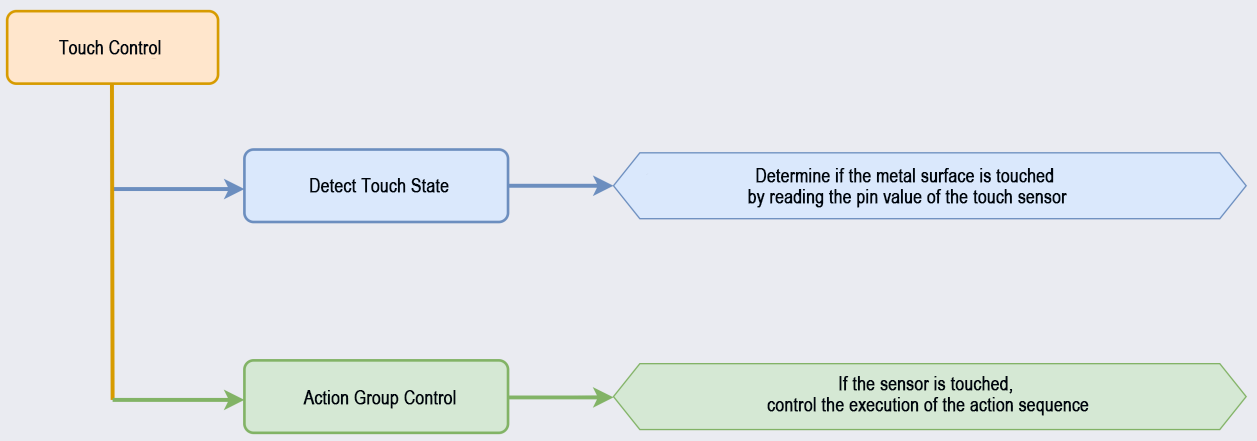 Touch Control
Detect Touch State
Determine if the metal surface is touched
by reading the pin value of the touch sensor
Action Group Control
If the sensor is touched,
control the execution of the action sequence